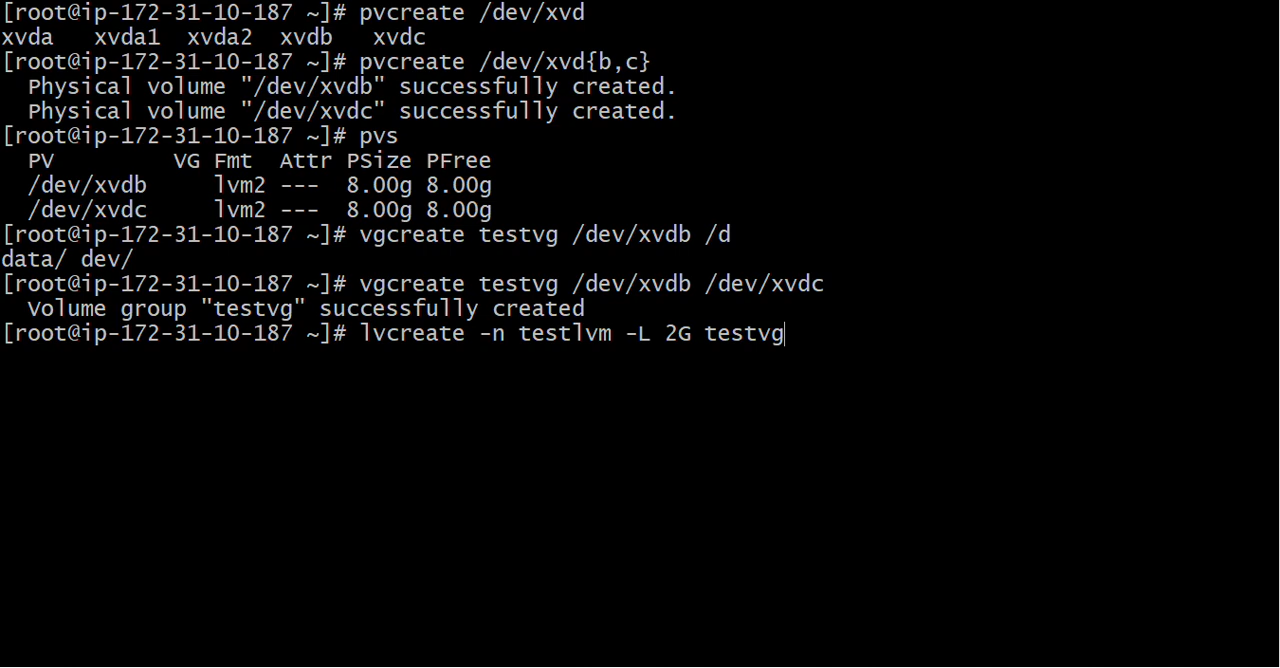 [root@ip-172-31-10-187 ~]# pvcreate /dev/xvd
xvda   xvda1  xvda2  xvdb   xvdc
[root@ip-172-31-10-187 ~]# pvcreate /dev/xvd{b,c}
  Physical volume "/dev/xvdb" successfully created.
  Physical volume "/dev/xvdc" successfully created.
[root@ip-172-31-10-187 ~]# pvs
  PV         VG Fmt  Attr PSize PFree
  /dev/xvdb     lvm2 ---  8.00g 8.00g
  /dev/xvdc     lvm2 ---  8.00g 8.00g
[root@ip-172-31-10-187 ~]# vgcreate testvg /dev/xvdb /d
data/ dev/
[root@ip-172-31-10-187 ~]# vgcreate testvg /dev/xvdb /dev/xvdc
  Volume group "testvg" successfully created
[root@ip-172-31-10-187 ~]# lvcreate -n testlvm -L 2G testvg